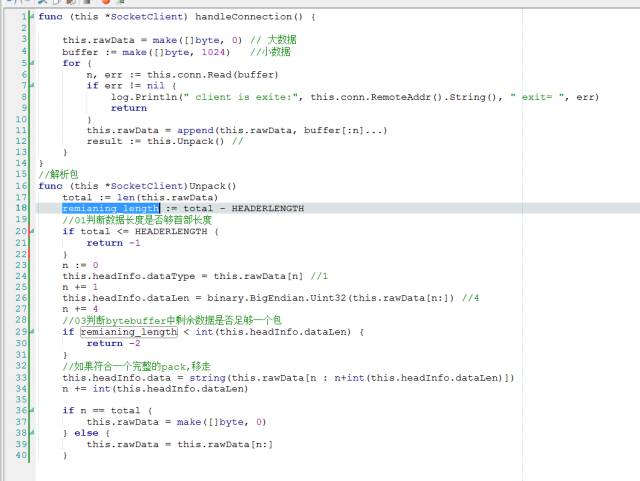 1 func (this *SocketClient) handleConnection() {
2
3 this.rawData = make([]byte, 0) // 大数据
4 buffer := make([]byte, 1024) //小数据
5 for {
6 n, err := this.conn.Read(buffer)
7 if err != nil {
8 log.Println(" client is exite:", this.conn.RemoteAddr().String(), " exit= ", err)
9 return
10 }
11 this.rawData = append(this.rawData, buffer[:n]...)
12 result := this.Unpack() //
13 }
14 }
15 //解析包
16 func (this *SocketClient)Unpack()
17 total := len(this.rawData)
18 remianing_length := total - HEADERLENGTH
19 //01判断数据长度是否够首部长度
20 if total <= HEADERLENGTH {
21 return -1
22 }
23 n := 0
24 this.headInfo.dataType = this.rawData[n] //1
25 n += 1
26 this.headInfo.dataLen = binary.BigEndian.Uint32(this.rawData[n:]) //4
27 n += 4
28 //03判断bytebuffer中剩余数据是否足够一个包
29 if remianing_length < int(this.headInfo.dataLen) {
30 return -2
31 }
32 //如果符合一个完整的pack,移走
33 this.headInfo.data = string(this.rawData[n : n+int(this.headInfo.dataLen)])
34 n += int(this.headInfo.dataLen)
35
36 if n == total {
37 this.rawData = make([]byte, 0)
38 } else {
39 this.rawData = this.rawData[n:]
40 }